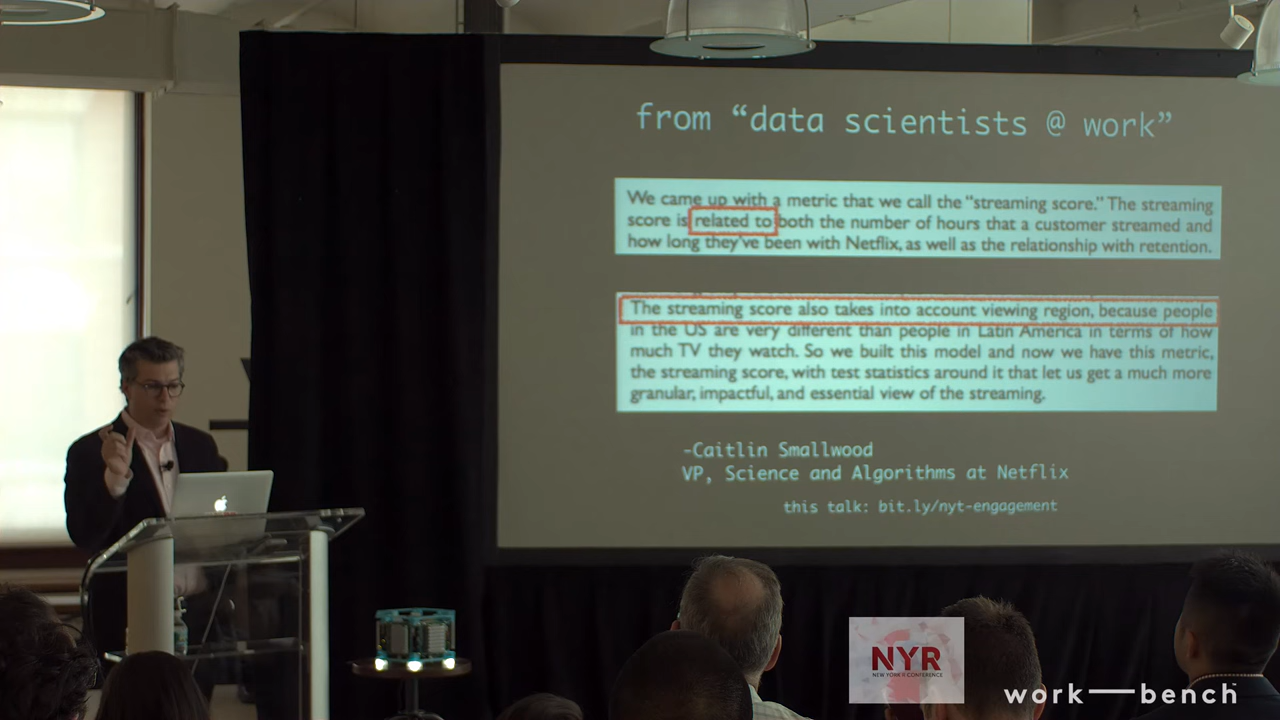 from “data scientists @ work”
We came up with a metric that we call the “streaming score.” The streaming
score is related to both the number of hours that a customer streamed and
how long they’ve been with Netflix, as well as the relationship with retention.
The streaming score also takes into account viewing region, because people
in the US are very different than people in Latin America in terms of how
much TV they watch. So we built this model and now we have this metric,
the streaming score, with test statistics around it that let us get a much more
granular, impactful, and essential view of the streaming.
-Caitlin Smallwood
VP, Science and Algorithms at Netflix
this talk: bit.ly/nyt-engagement
NYR
NEW YORK R CONFERENCE
work—bench